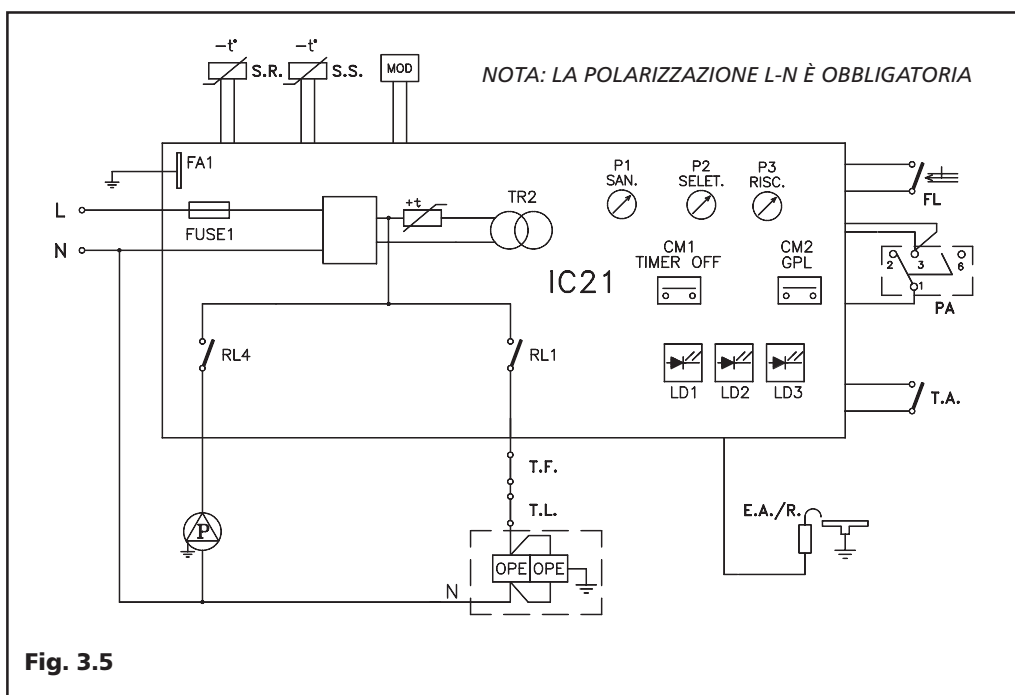 -t° S.R.
-t° S.S.
MOD
NOTA: LA POLARIZZAZIONE L-N È OBBLIGATORIA
FA1
L
FUSE1
N
+t
TR2
P1
SAN.
P2
SELET.
P3
RISC.
FL
CM1
TIMER OFF
CM2
GPL
IC21
2 3 6
1
PA
RL4
RL1
LD1 LD2 LD3
T.A.
T.F.
T.L.
E.A./R.
P
OPE OPE
N
Fig. 3.5